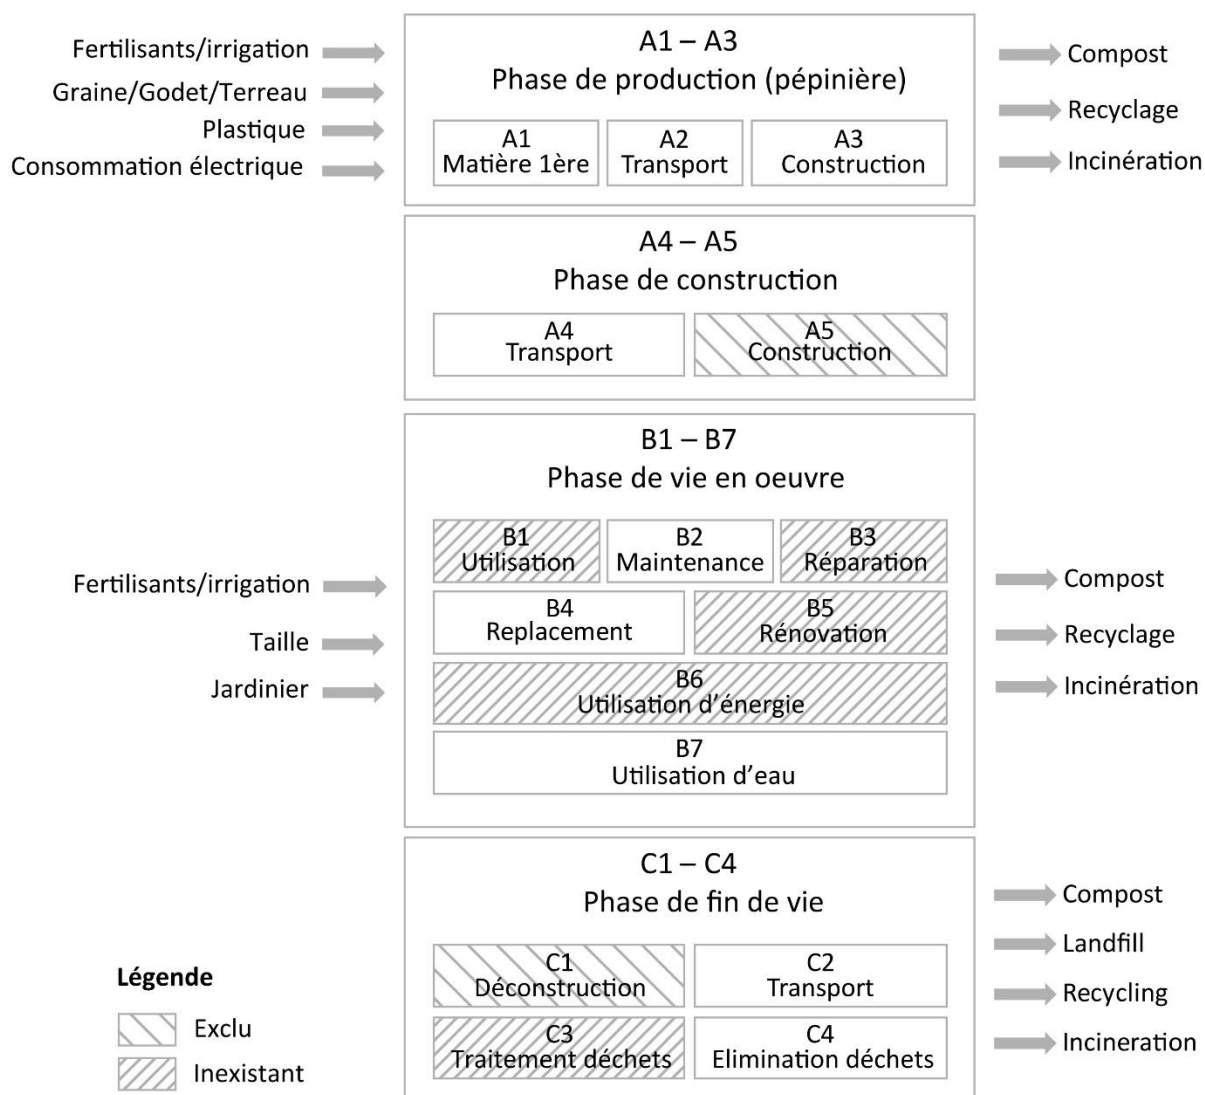 A1 – A3
Phase de production (pépinière)
Fertilisants/irrigation
Graine/Godet/Terreau
Plastique
Consommation électrique
A1
Matière 1ère
A2
Transport
A3
Construction
Compost
Recyclage
Incinération
A4 – A5
Phase de construction
A4
Transport
A5
Construction
B1 – B7
Phase de vie en oeuvre
Fertilisants/irrigation
Taille
Jardinier
B1
Utilisation
B2
Maintenance
B3
Réparation
B4
Replacement
B5
Rénovation
B6
Utilisation d'énergie
B7
Utilisation d'eau
Compost
Recyclage
Incinération
C1 – C4
Phase de fin de vie
C1
Déconstruction
C2
Transport
C3
Traitement déchets
C4
Elimination déchets
Compost
Landfill
Recycling
Incineration
Légende
Exclu
Inexistant